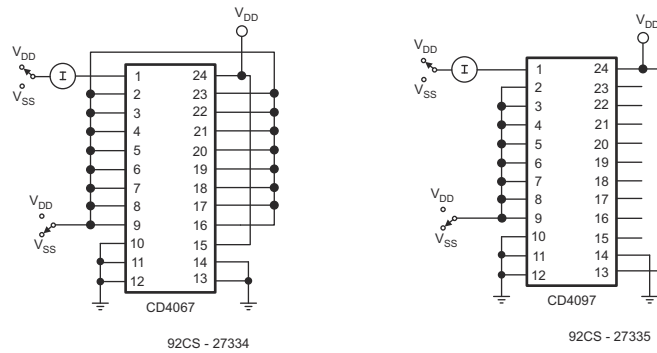 VDD
VDD
I
VSS
1 24
2 23
3 22
4 21
5 20
6 19
7 18
8 17
9 16
10 15
11 14
12 13
VDD
VSS
CD4067
92CS - 27334
VDD
VDD
I
VSS
1 24
2 23
3 22
4 21
5 20
6 19
7 18
8 17
9 16
10 15
11 14
12 13
VDD
VSS
CD4097
92CS - 27335